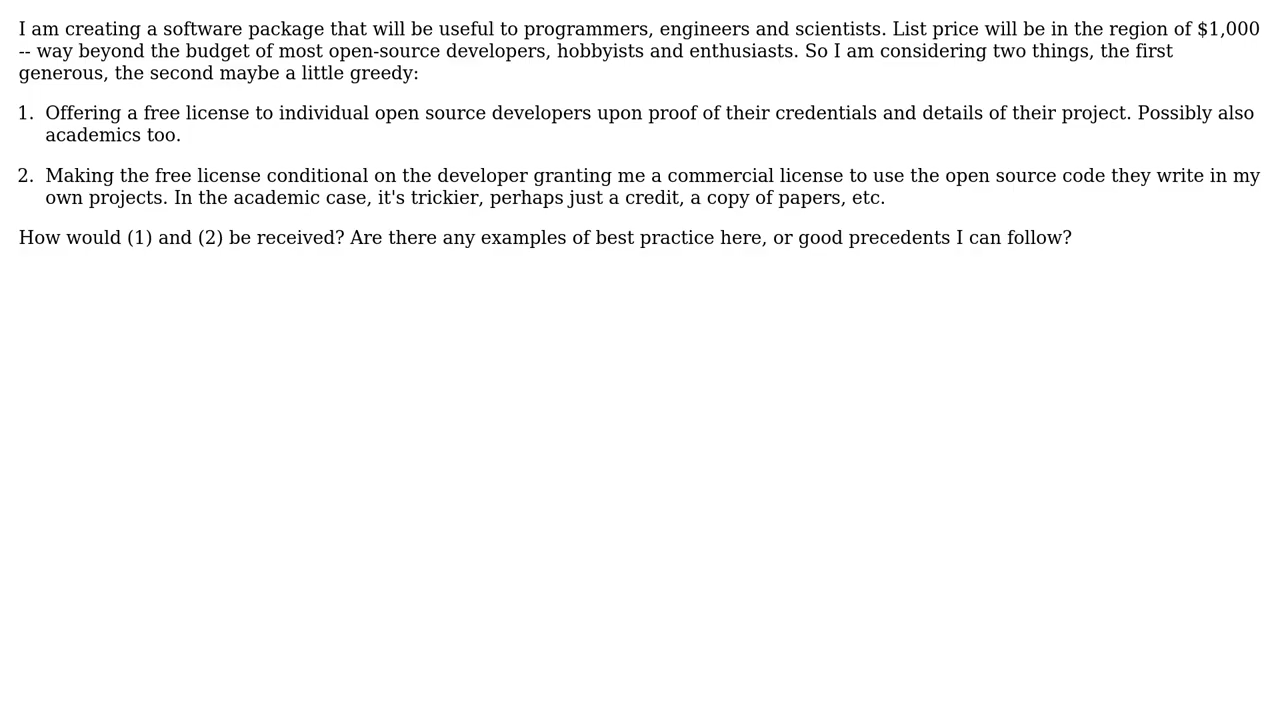 I am creating a software package that will be useful to programmers, engineers and scientists. List price will be in the region of $1,000
-- way beyond the budget of most open-source developers, hobbyists and enthusiasts. So I am considering two things, the first
generous, the second maybe a little greedy:
1. Offering a free license to individual open source developers upon proof of their credentials and details of their project. Possibly also
academics too.
2. Making the free license conditional on the developer granting me a commercial license to use the open source code they write in my
own projects. In the academic case, it's trickier, perhaps just a credit, a copy of papers, etc.
How would (1) and (2) be received? Are there any examples of best practice here, or good precedents I can follow?